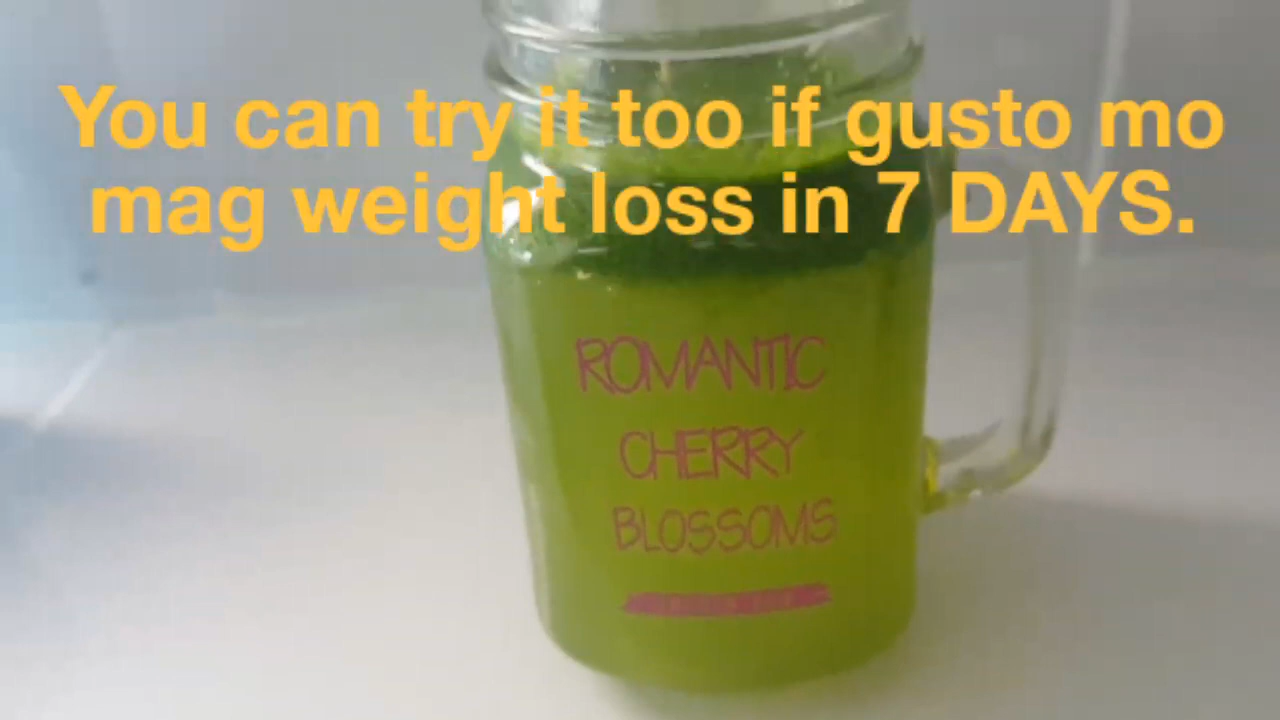 You can try it too if gusto mo
mag weight loss in 7 DAYS.
ROMANTIC
CHERRY
BLOSSOMS